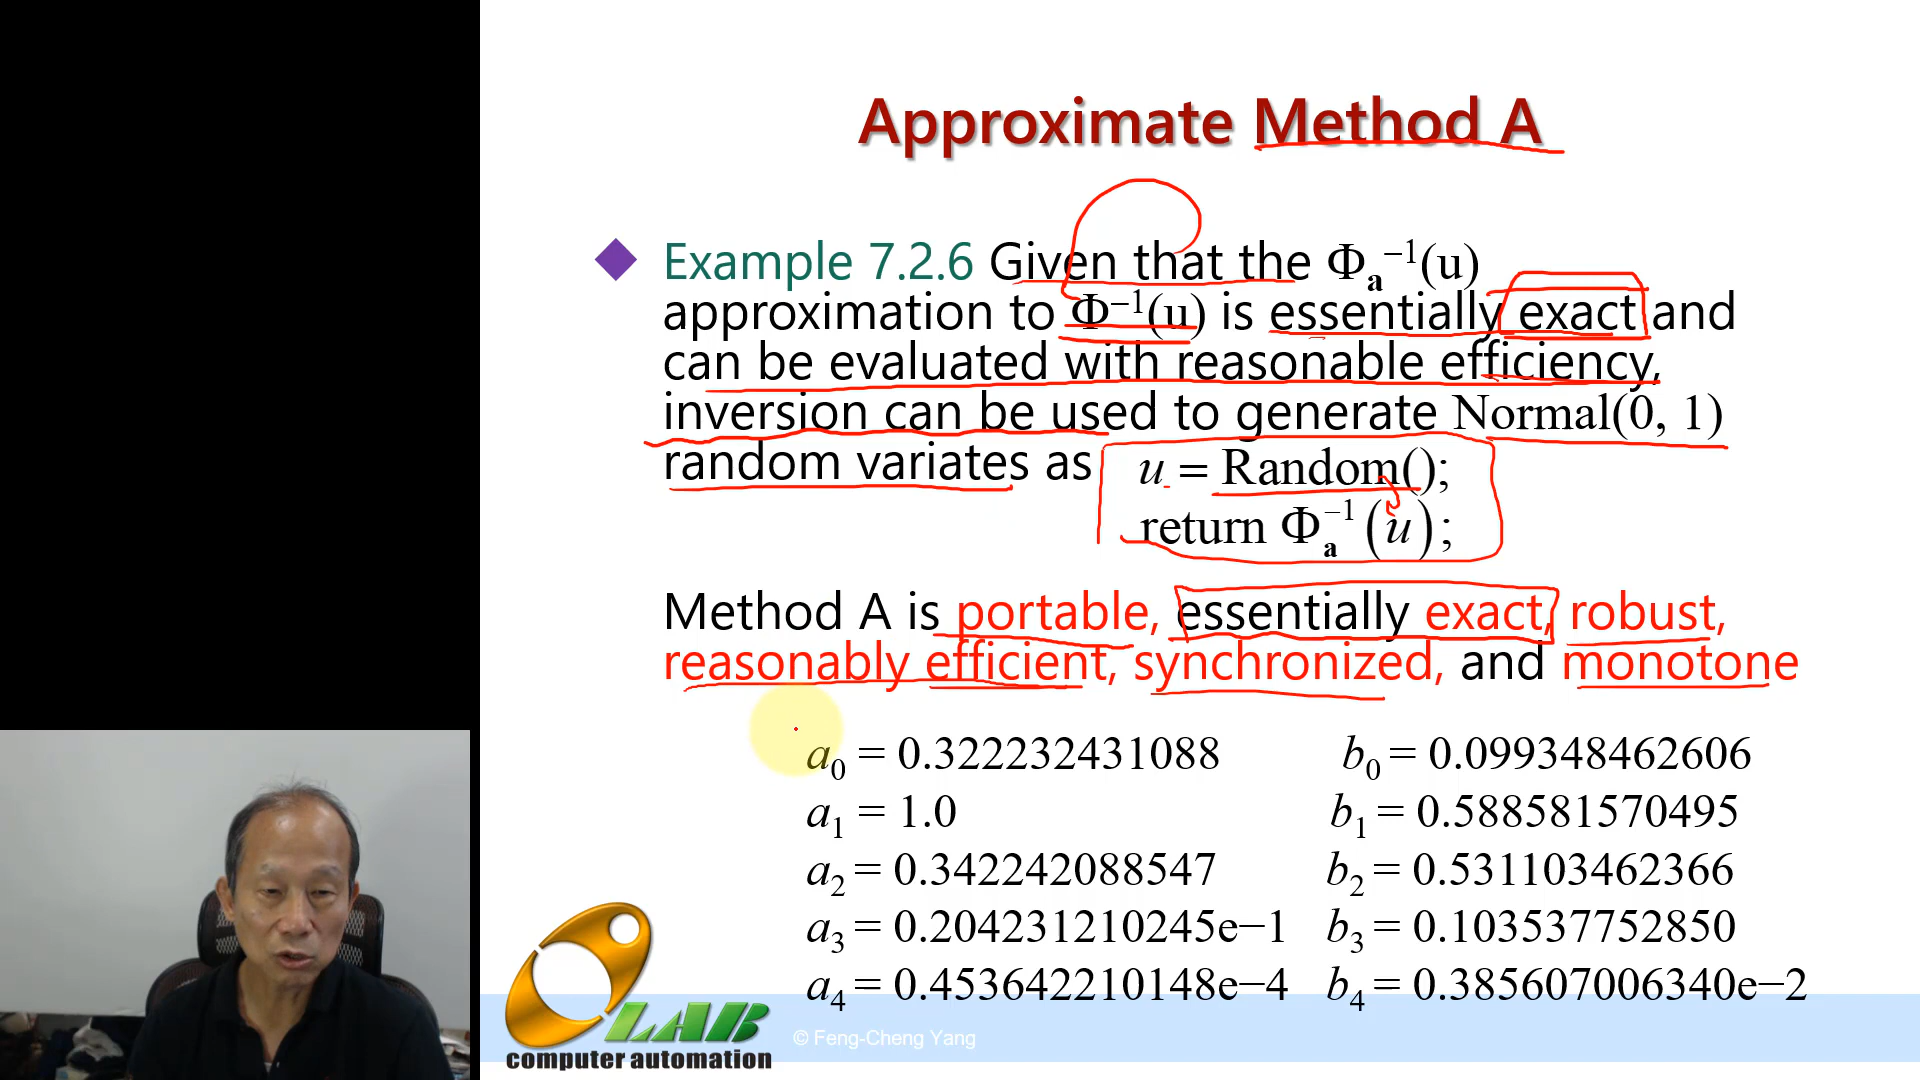 Approximate Method A
Example 7.2.6 Given that the Φₐ⁻¹(u)
approximation to Φ⁻¹(u) is essentially exact and
can be evaluated with reasonable efficiency,
inversion can be used to generate Normal(0, 1)
random variates as
u = Random();
return Φₐ⁻¹(u);
Method A is portable, essentially exact, robust,
reasonably efficient, synchronized, and monotone
a₀ = 0.322232431088 b₀ = 0.099348462606
a₁ = 1.0 b₁ = 0.588581570495
a₂ = 0.342242088547 b₂ = 0.531103462366
a₃ = 0.204231210245e−1 b₃ = 0.103537752850
a₄ = 0.453642210148e−4 b₄ = 0.385607006340e−2
LAB
computer automation
© Feng-Cheng Yang